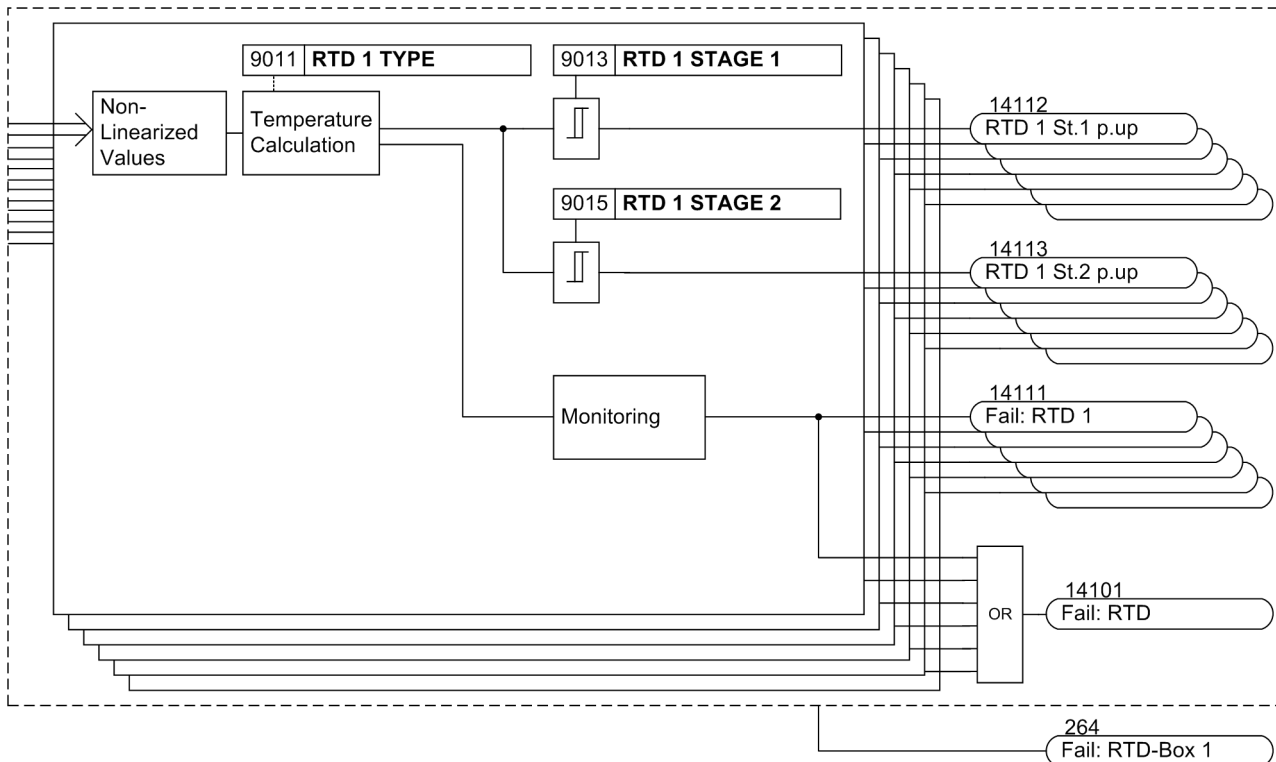 9011 RTD 1 TYPE
9013 RTD 1 STAGE 1
Non-
Linearized
Values
Temperature
Calculation
14112
RTD 1 St.1 p.up
9015 RTD 1 STAGE 2
14113
RTD 1 St.2 p.up
Monitoring
14111
Fail: RTD 1
OR
14101
Fail: RTD
264
Fail: RTD-Box 1